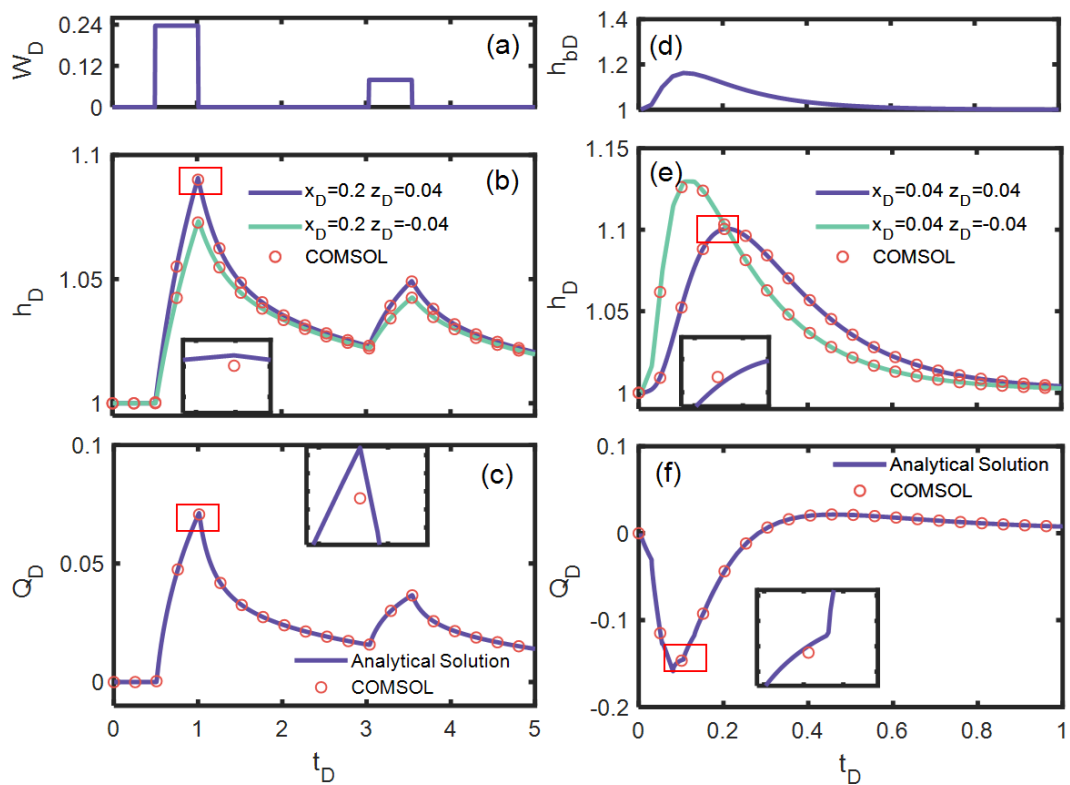 (a)
W_D
0.24
0.12
0
(b)
h_D
1.1
1.05
1
x_D=0.2 z_D=0.04
x_D=0.2 z_D=-0.04
COMSOL
(c)
Q_D
0.1
0.05
0
Analytical Solution
COMSOL
0 1 2 3 4 5
t_D
(d)
h_bD
1.4
1.2
1
(e)
h_D
1.15
1.1
1.05
1
x_D=0.04 z_D=0.04
x_D=0.04 z_D=-0.04
COMSOL
(f)
Q_D
0.1
0
-0.1
-0.2
Analytical Solution
COMSOL
0 0.2 0.4 0.6 0.8 1
t_D